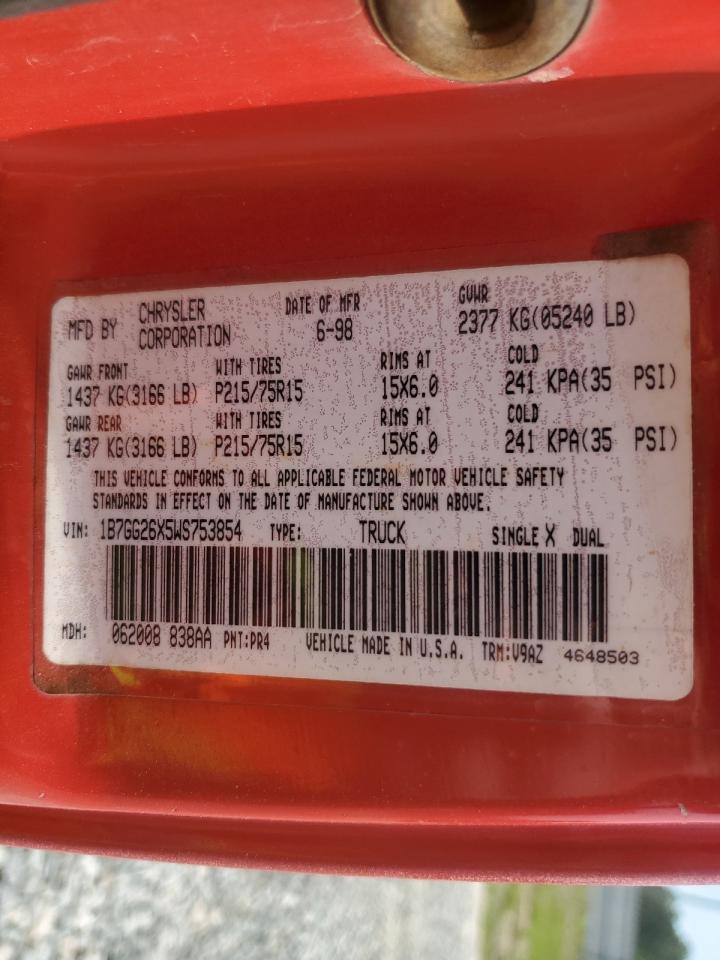 MFD BY CHRYSLER CORPORATION DATE OF MFR 6-98 GVWR 2377 KG(05240 LB)
GAWR FRONT WITH TIRES RIMS AT COLD
1437 KG(3166 LB) P215/75R15 15X6.0 241 KPA(35 PSI)
GAWR REAR WITH TIRES RIMS AT COLD
1437 KG(3166 LB) P215/75R15 15X6.0 241 KPA(35 PSI)
THIS VEHICLE CONFORMS TO ALL APPLICABLE FEDERAL MOTOR VEHICLE SAFETY
STANDARDS IN EFFECT ON THE DATE OF MANUFACTURE SHOWN ABOVE.
VIN: 1B7GG26X5WS753854 TYPE: TRUCK SINGLE X DUAL
MDH: 062008 838AA PNT:PR4 VEHICLE MADE IN U.S.A. TRM:V9AZ 4648503